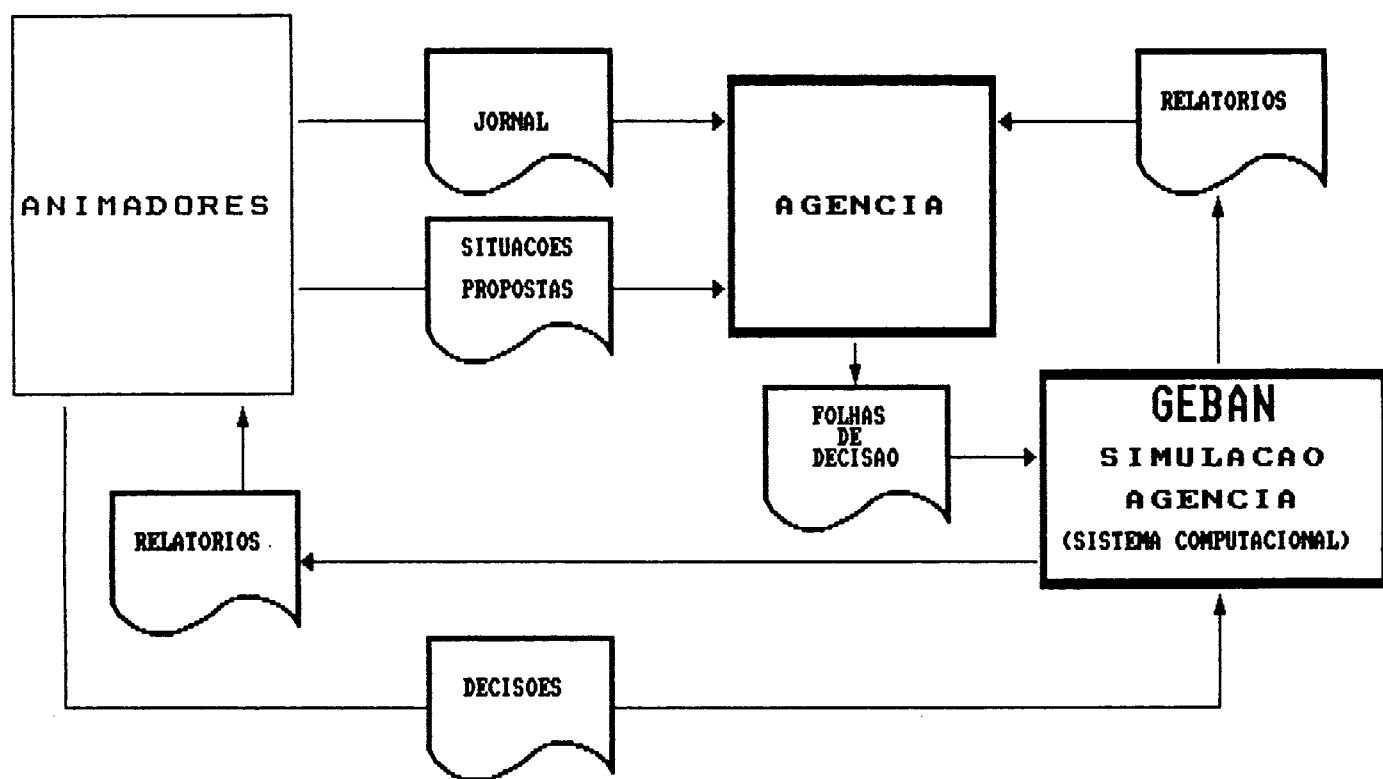 JORNAL
RELATORIOS
ANIMADORES
AGENCIA
SITUACOES
PROPOSTAS
FOLHAS
DE
DECISAO
GEBAN
SIMULACAO
AGENCIA
(SISTEMA COMPUTACIONAL)
RELATORIOS
DECISOES